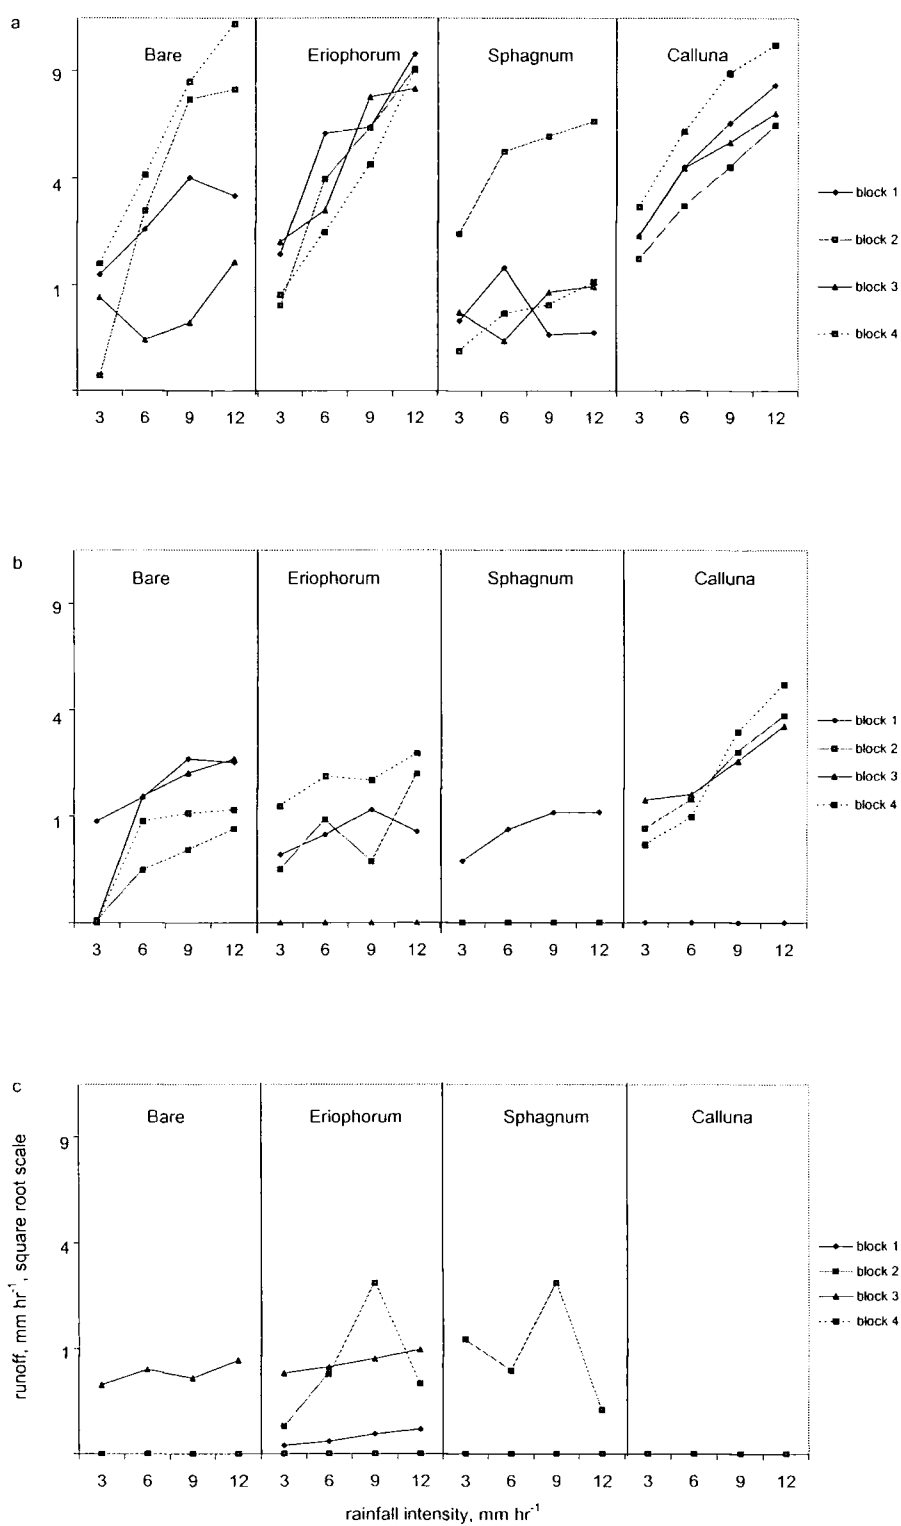 a
Bare Eriophorum Sphagnum Calluna
9
4
1
block 1
block 2
block 3
block 4
3 6 9 12 3 6 9 12 3 6 9 12 3 6 9 12
b
Bare Eriophorum Sphagnum Calluna
9
4
1
block 1
block 2
block 3
block 4
3 6 9 12 3 6 9 12 3 6 9 12 3 6 9 12
c
Bare Eriophorum Sphagnum Calluna
9
4
1
runoff, mm hr⁻¹, square root scale
block 1
block 2
block 3
block 4
3 6 9 12 3 6 9 12 3 6 9 12 3 6 9 12
rainfall intensity, mm hr⁻¹